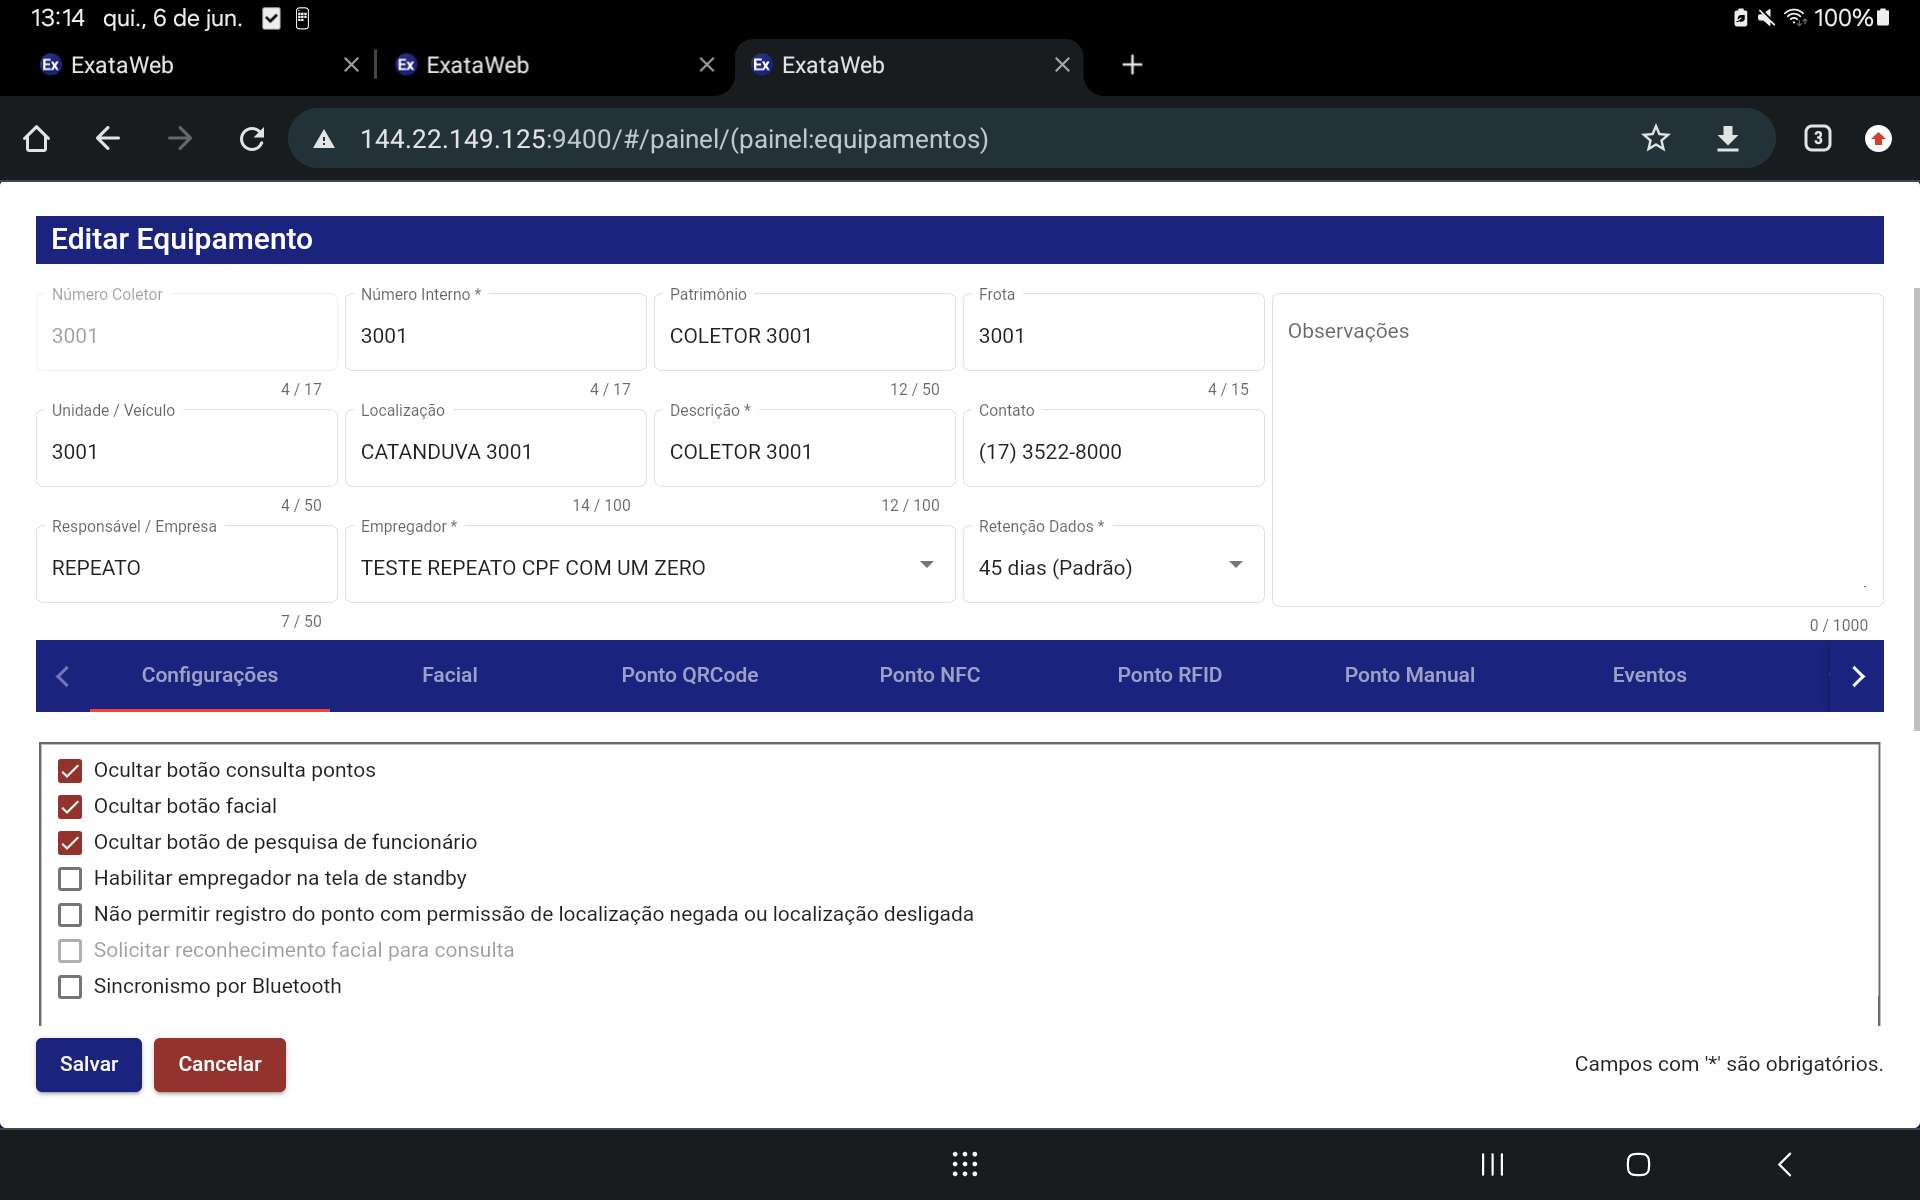 13:14 qui., 6 de jun. 100%
Ex ExataWeb Ex ExataWeb Ex ExataWeb
144.22.149.125:9400/#/painel/(painel:equipamentos) 3
Editar Equipamento
Número Coletor Número Interno * Patrimônio Frota
3001 3001 COLETOR 3001 3001 Observações
4 / 17 4 / 17 12 / 50 4 / 15
Unidade / Veículo Localização Descrição * Contato
3001 CATANDUVA 3001 COLETOR 3001 (17) 3522-8000
4 / 50 14 / 100 12 / 100
Responsável / Empresa Empregador * Retenção Dados *
REPEATO TESTE REPEATO CPF COM UM ZERO 45 dias (Padrão)
7 / 50 0 / 1000
Configurações Facial Ponto QRCode Ponto NFC Ponto RFID Ponto Manual Eventos
Ocultar botão consulta pontos
Ocultar botão facial
Ocultar botão de pesquisa de funcionário
Habilitar empregador na tela de standby
Não permitir registro do ponto com permissão de localização negada ou localização desligada
Solicitar reconhecimento facial para consulta
Sincronismo por Bluetooth
Salvar Cancelar Campos com '*' são obrigatórios.